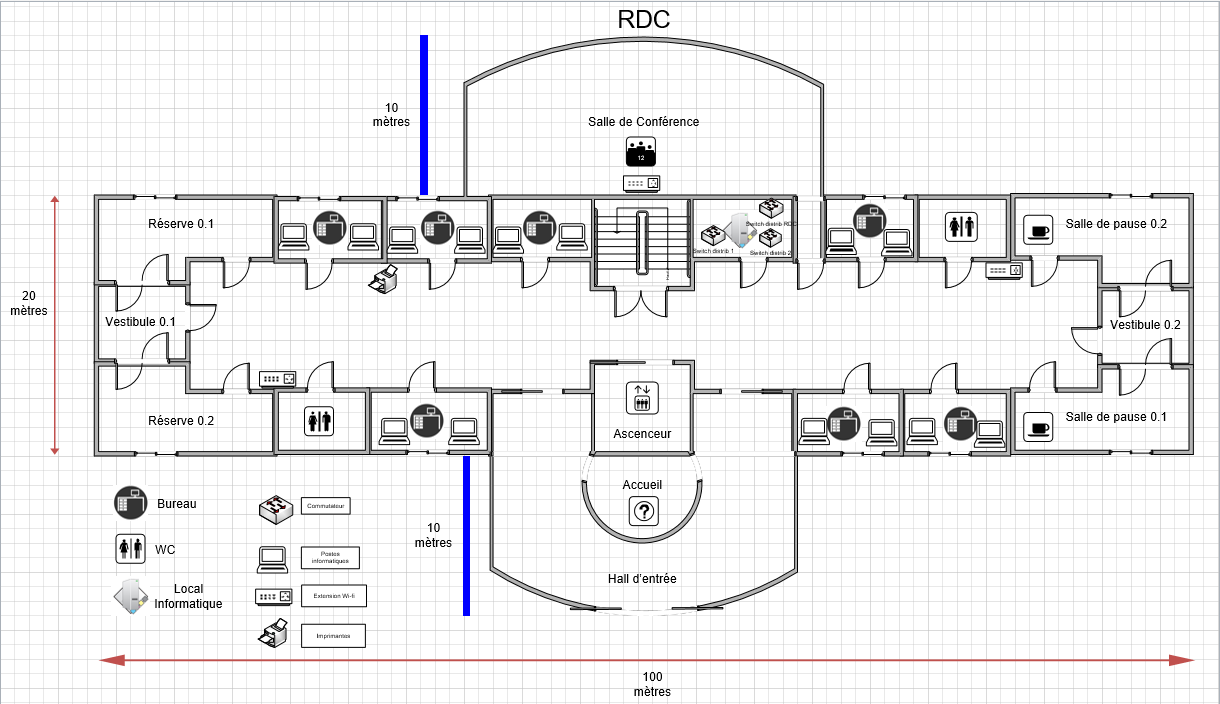 RDC
10
mètres
Salle de Conférence
12
Réserve 0.1
Switch distrib RDC
Switch distrib 1
Switch distrib 2
Salle de pause 0.2
20
mètres
Vestibule 0.1
Vestibule 0.2
Réserve 0.2
Ascenceur
Salle de pause 0.1
Accueil
?
Hall d'entrée
10
mètres
Bureau
WC
Local
Informatique
Commutateur
Postes
informatiques
Extension Wi-fi
Imprimantes
100
mètres